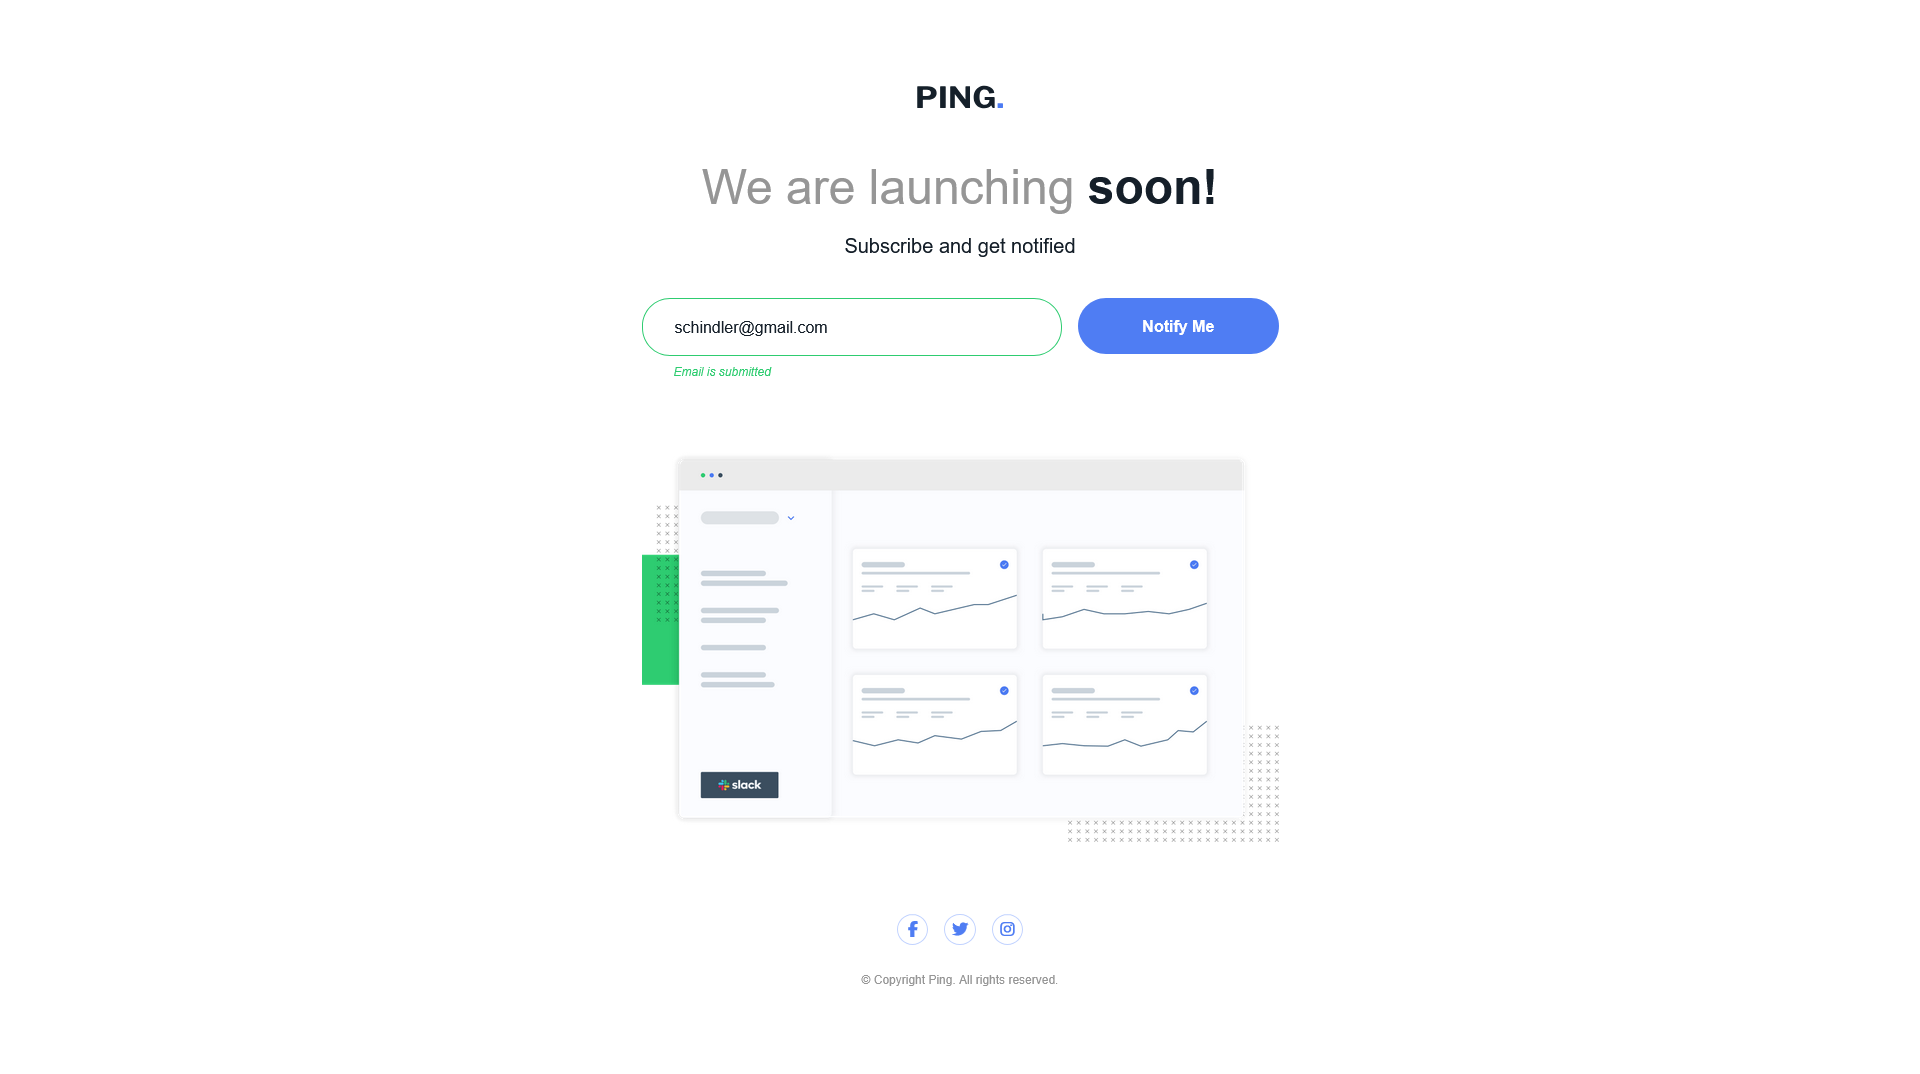 PING.
We are launching soon!
Subscribe and get notified
schindler@gmail.com
Notify Me
Email is submitted
slack
© Copyright Ping. All rights reserved.